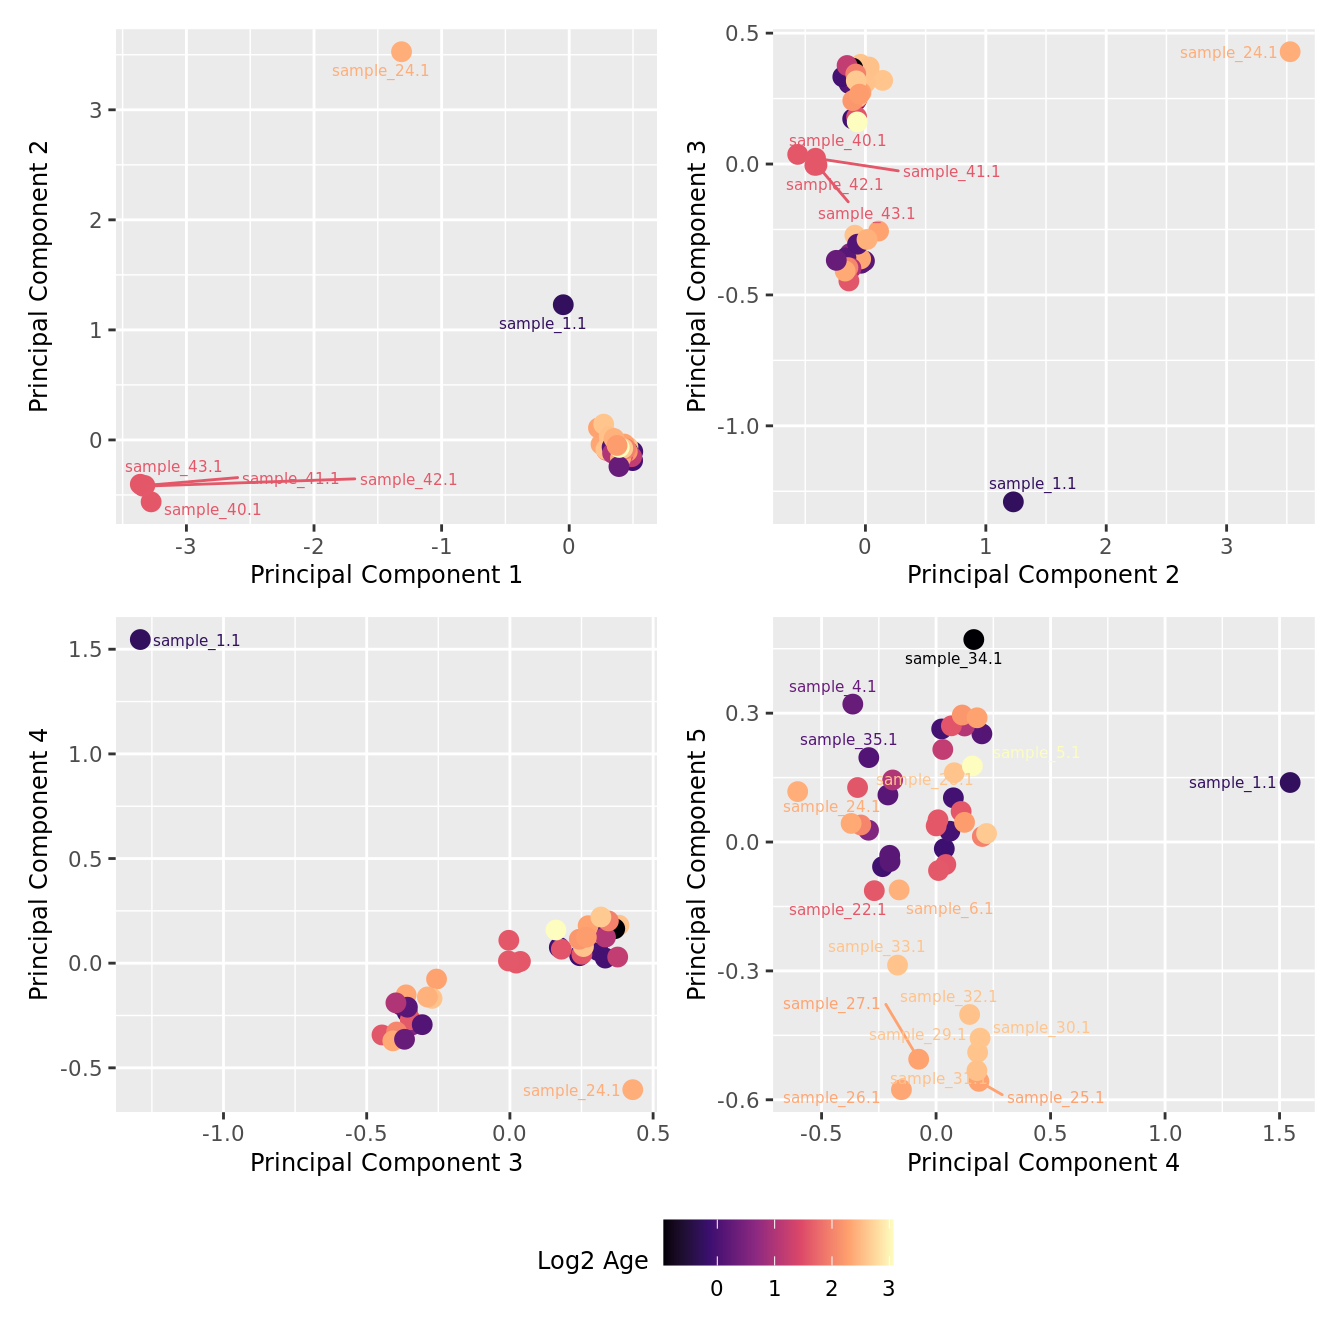 sample_24.1
sample_1.1
sample_43.1
sample_41.1
sample_42.1
sample_40.1
3
2
1
0
-3
-2
-1
0
Principal Component 1
Principal Component 2
sample_24.1
sample_40.1
sample_41.1
sample_42.1
sample_43.1
sample_1.1
0.5
0.0
-0.5
-1.0
0
1
2
3
Principal Component 2
Principal Component 3
sample_1.1
sample_24.1
1.5
1.0
0.5
0.0
-0.5
-1.0
-0.5
0.0
0.5
Principal Component 3
Principal Component 4
sample_34.1
sample_4.1
sample_35.1
sample_5.1
sample_1.1
sample_24.1
sample_22.1
sample_6.1
sample_33.1
sample_32.1
sample_27.1
sample_30.1
sample_29.1
sample_26.1
sample_25.1
0.3
0.0
-0.3
-0.6
-0.5
0.0
0.5
1.0
1.5
Principal Component 4
Principal Component 5
Log2 Age
0
1
2
3